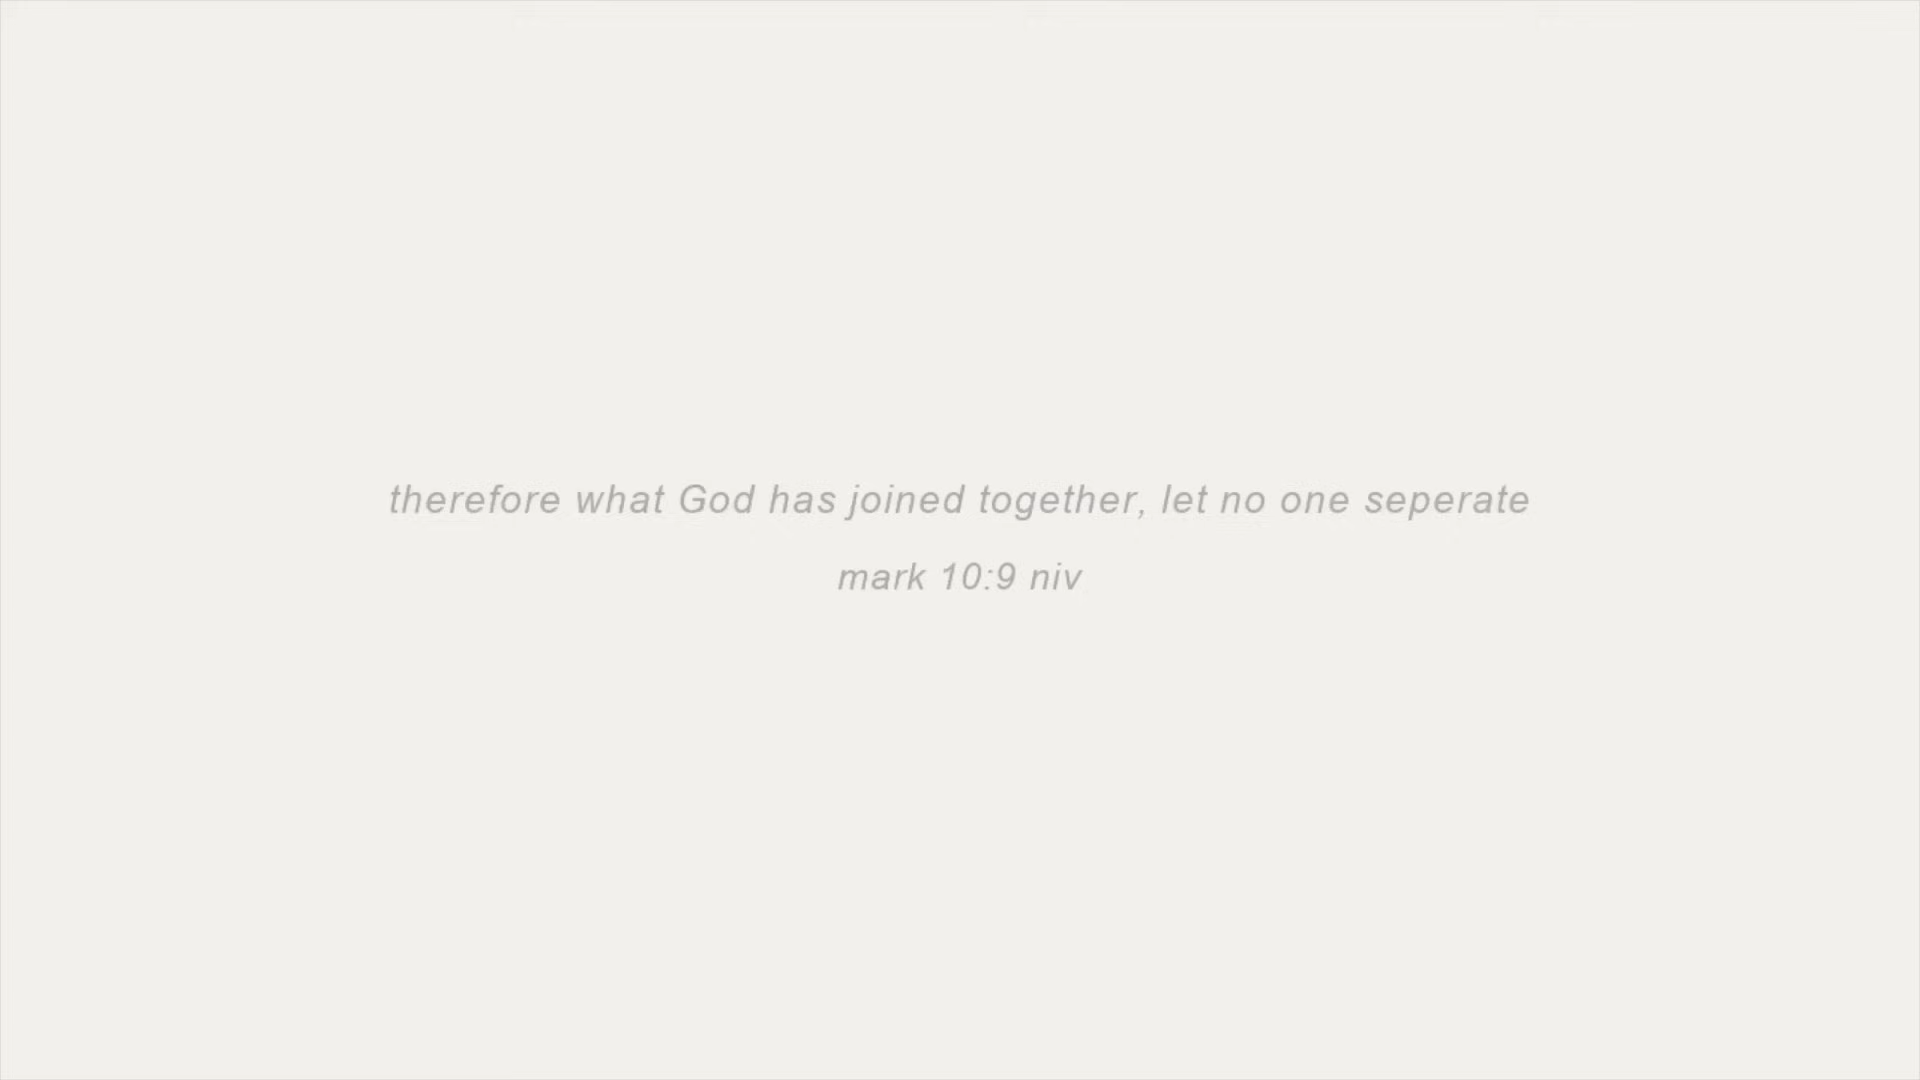 therefore what God has joined together, let no one seperate
mark 10:9 niv